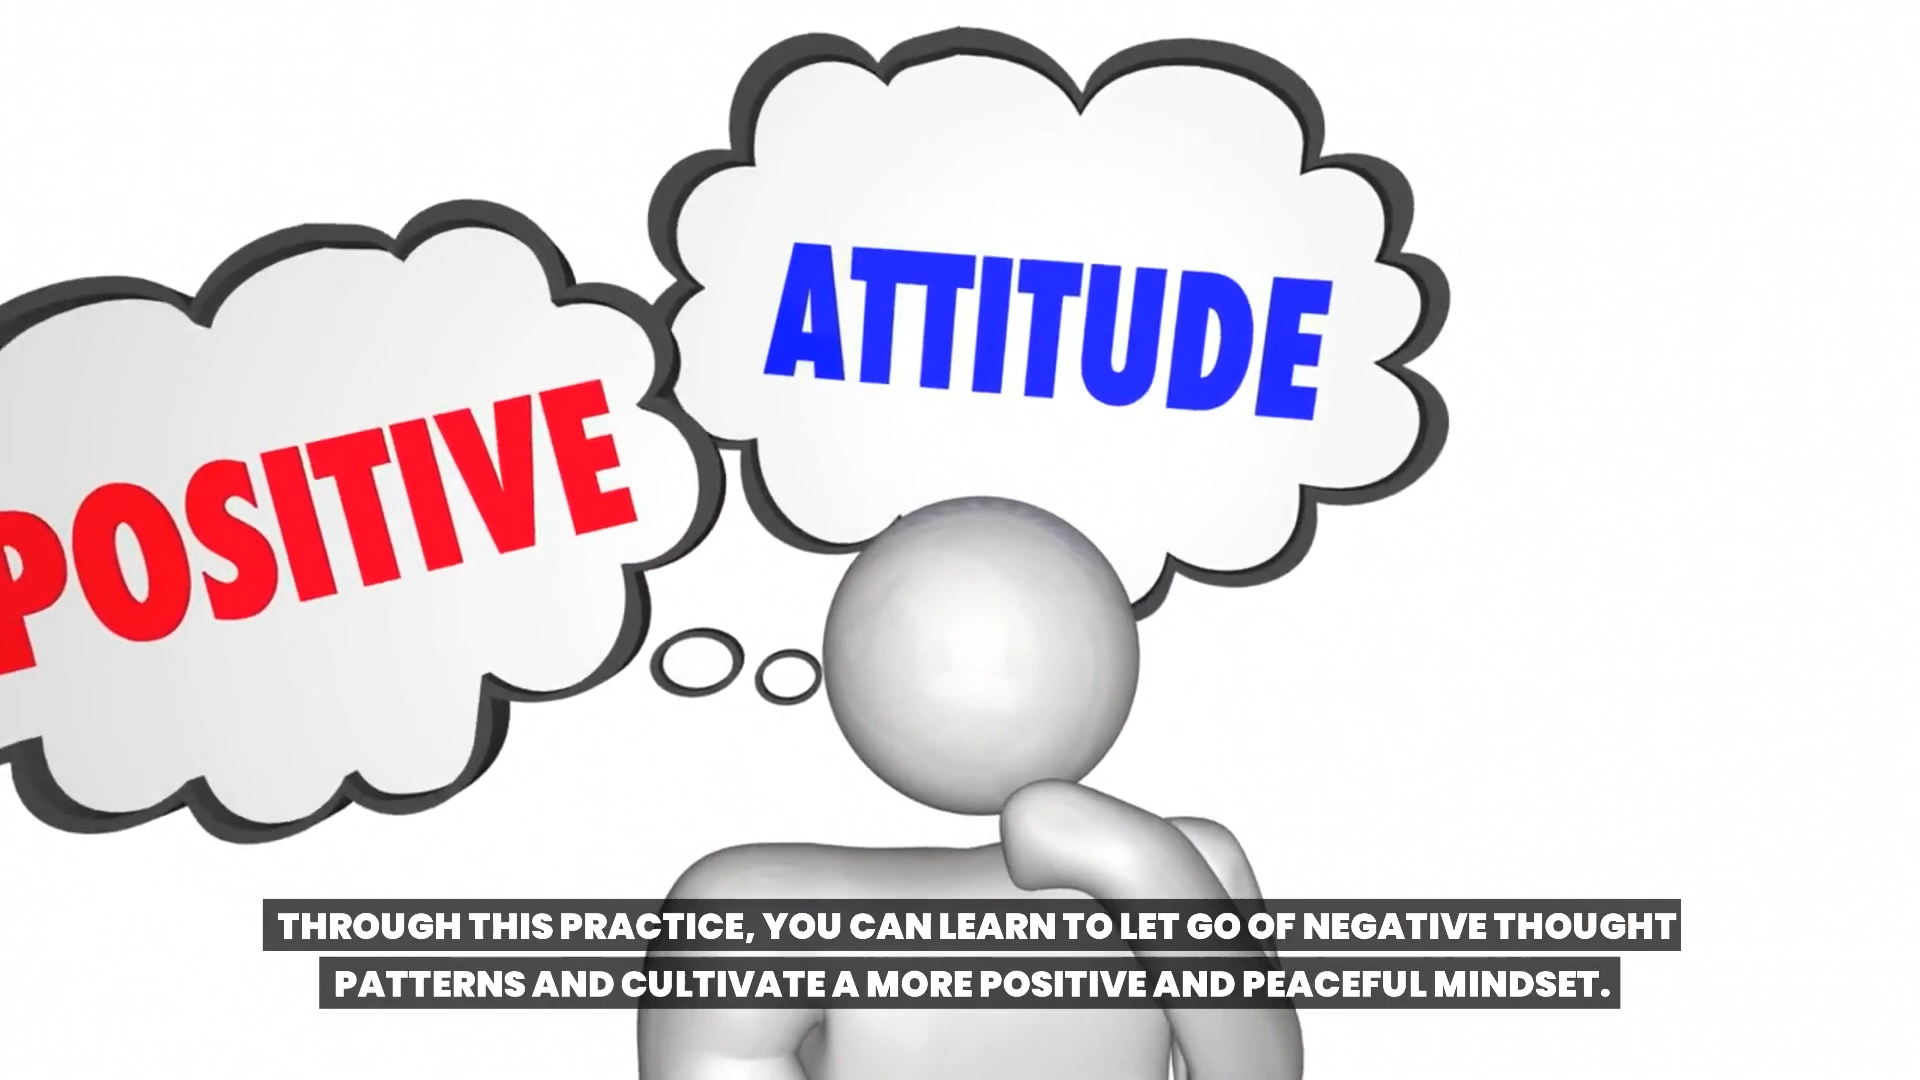 POSITIVE
ATTITUDE
THROUGH THIS PRACTICE, YOU CAN LEARN TO LET GO OF NEGATIVE THOUGHT
PATTERNS AND CULTIVATE A MORE POSITIVE AND PEACEFUL MINDSET.